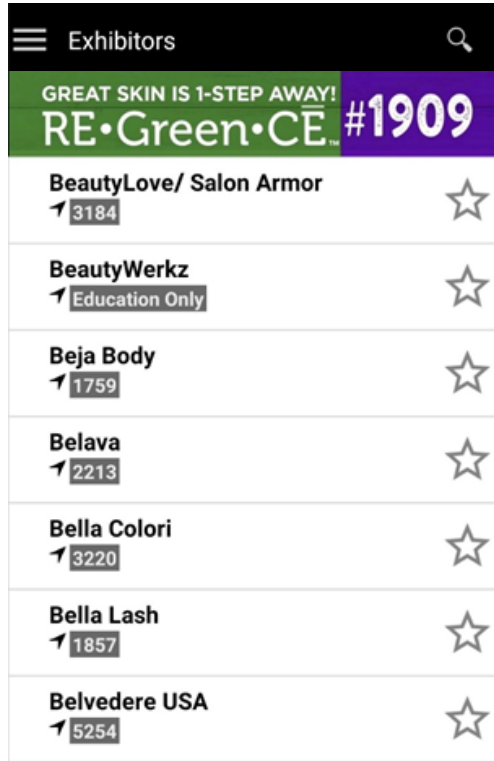 Exhibitors
GREAT SKIN IS 1-STEP AWAY!
RE•Green•CĒ™
#1909
BeautyLove/ Salon Armor
3184
BeautyWerkz
Education Only
Beja Body
1759
Belava
2213
Bella Colori
3220
Bella Lash
1857
Belvedere USA
5254